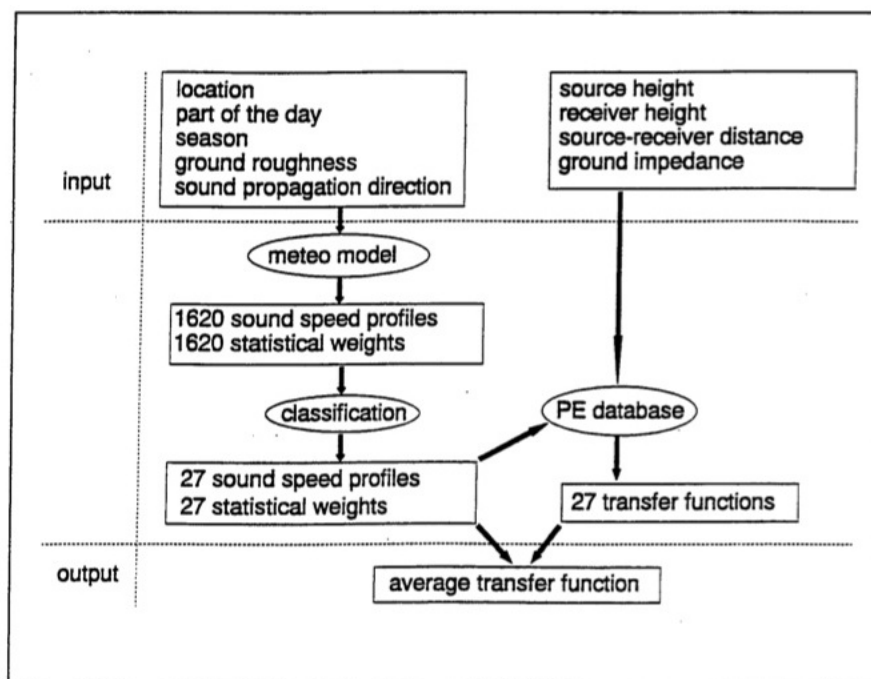 location
part of the day
season
ground roughness
sound propagation direction
source height
receiver height
source-receiver distance
ground impedance
input
meteo model
1620 sound speed profiles
1620 statistical weights
classification
PE database
27 sound speed profiles
27 statistical weights
27 transfer functions
output
average transfer function